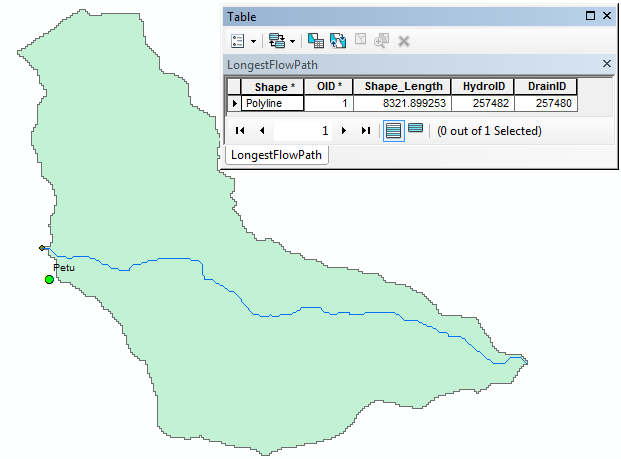 Table
LongestFlowPath
Shape * OID * Shape_Length HydroID DrainID
Polyline 1 8321.899253 257482 257480
1 (0 out of 1 Selected)
LongestFlowPath
Petu